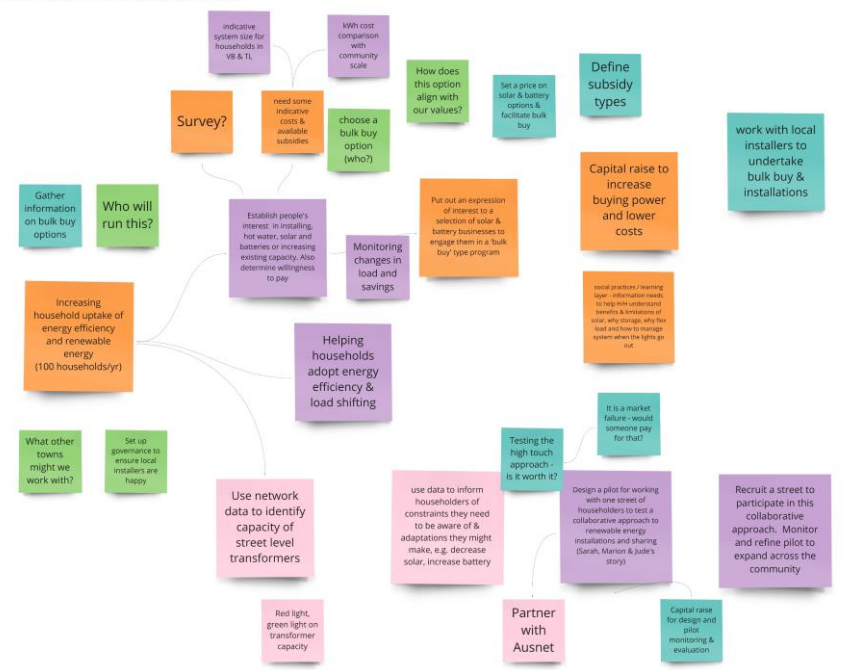 indicative
system size for
households in
VB & TL
kWh cost
comparison
with
community
scale
How does
this option
align with
our values?
Set a price on
solar & battery
options &
facilitate bulk
buy
Define
subsidy
types
Survey?
need some
indicative
costs &
available
subsidies
choose a
bulk buy
option
(who?)
work with local
installers to
undertake
bulk buy &
installations
Capital raise to
increase
buying power
and lower
costs
Gather
information
on bulk buy
options
Who will
run this?
Establish people's
interest in installing,
hot water, solar and
batteries or increasing
existing capacity. Also
determine willingness
to pay
Monitoring
changes in
load and
savings
Put out an expression
of interest to a
selection of solar &
battery businesses to
engage them in a 'bulk
buy' type program
social practices / learning
layer - information needs
to help H/H understand
benefits & limitations of
solar, why storage, why flex
load and how to manage
system when the lights go
out
Increasing
household uptake of
energy efficiency
and renewable
energy
(100 households/yr)
Helping
households
adopt energy
efficiency &
load shifting
It is a market
failure - would
someone pay
for that?
What other
towns
might we
work with?
Set up
governance to
ensure local
installers are
happy
Testing the
high touch
approach -
is it worth it?
Use network
data to identify
capacity of
street level
transformers
use data to inform
householders of
constraints they need
to be aware of &
adaptations they might
make, e.g. decrease
solar, increase battery
Design a pilot for working
with one street of
householders to test a
collaborative approach to
renewable energy
installations and sharing
(Sarah, Marion & Jude's
story)
Recruit a street to
participate in this
collaborative
approach. Monitor
and refine pilot to
expand across the
community
Red light,
green light on
transformer
capacity
Partner
with
Ausnet
Capital raise
for design and
pilot
monitoring &
evaluation